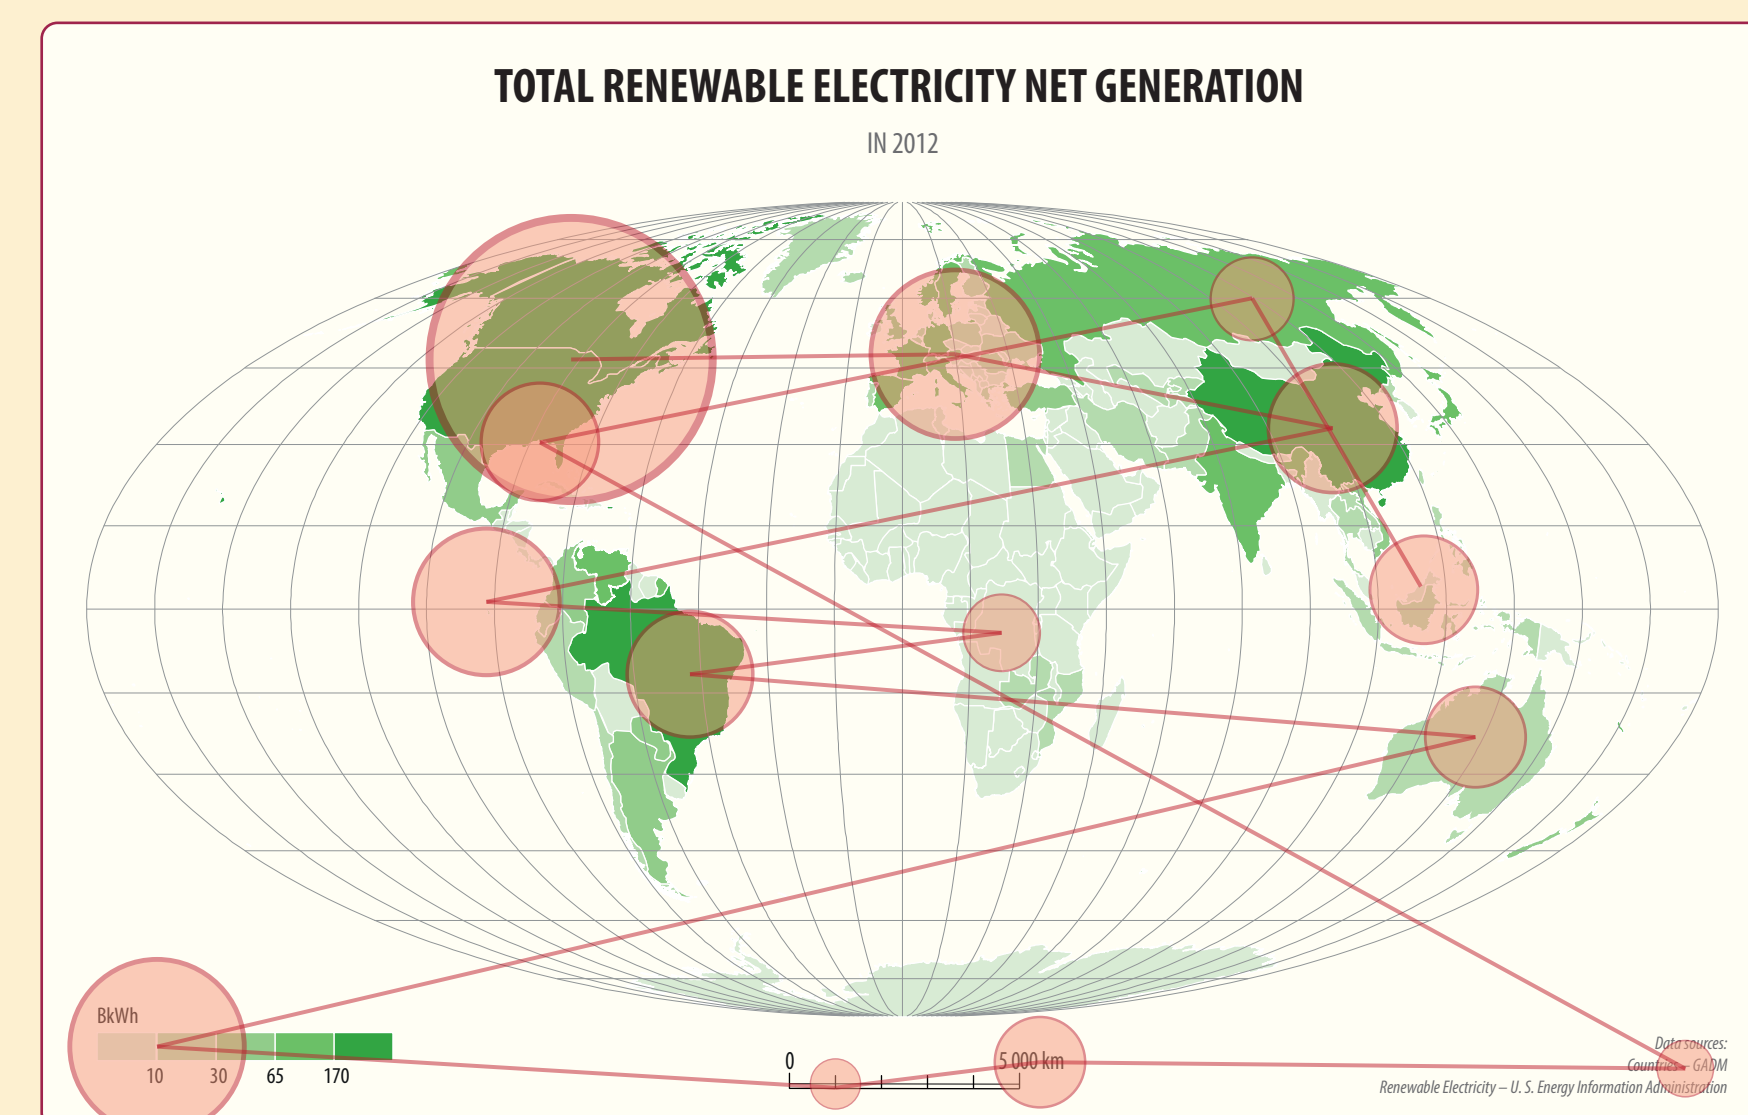 TOTAL RENEWABLE ELECTRICITY NET GENERATION
IN 2012
BkWh
10 30 65 170
0 5 000 km
Data sources:
Countries – GADM
Renewable Electricity – U. S. Energy Information Administration